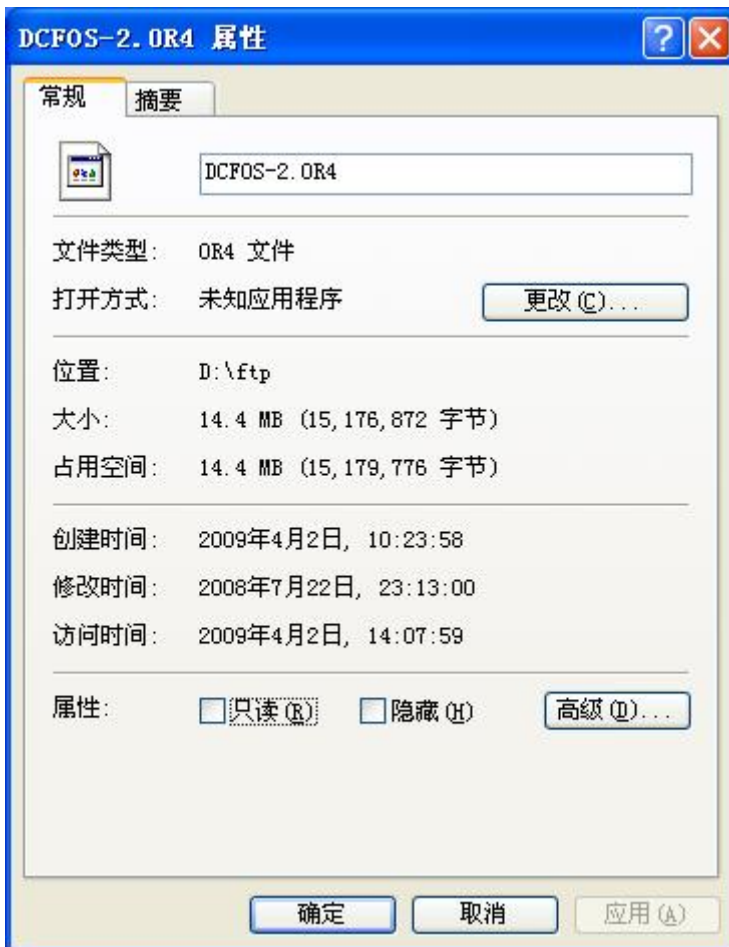 DCFOS-2.0R4 属性
常规 摘要
DCFOS-2.0R4
文件类型: 0R4 文件
打开方式: 未知应用程序 更改(C)...
位置: D:\ftp
大小: 14.4 MB (15,176,872 字节)
占用空间: 14.4 MB (15,179,776 字节)
创建时间: 2009年4月2日, 10:23:58
修改时间: 2008年7月22日, 23:13:00
访问时间: 2009年4月2日, 14:07:59
属性: 只读(R) 隐藏(H) 高级(D)...
确定 取消 应用(A)